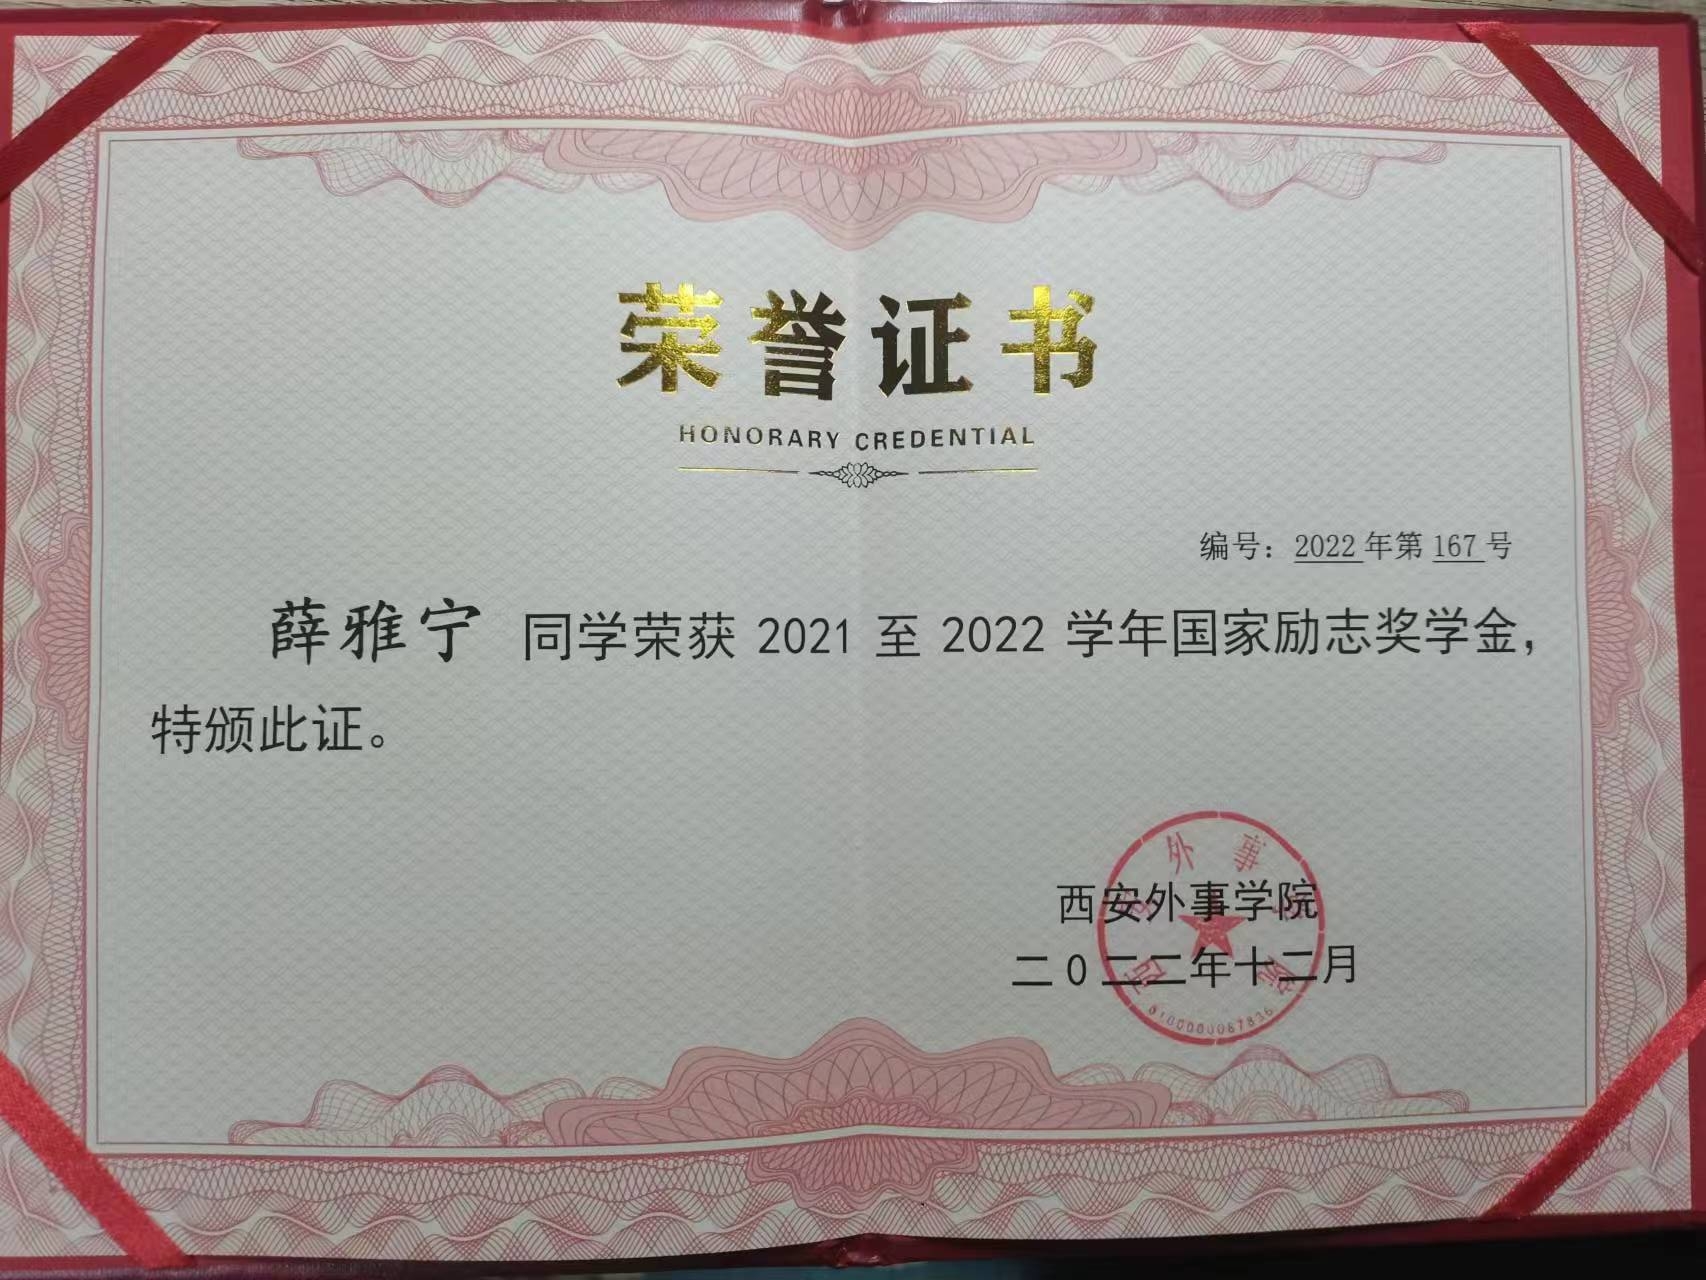 荣誉证书
HONORARY CREDENTIAL
编号：2022年第167号
薛雅宁 同学荣获 2021 至 2022 学年国家励志奖学金，
特颁此证。
西安外事学院
二0二二年十二月